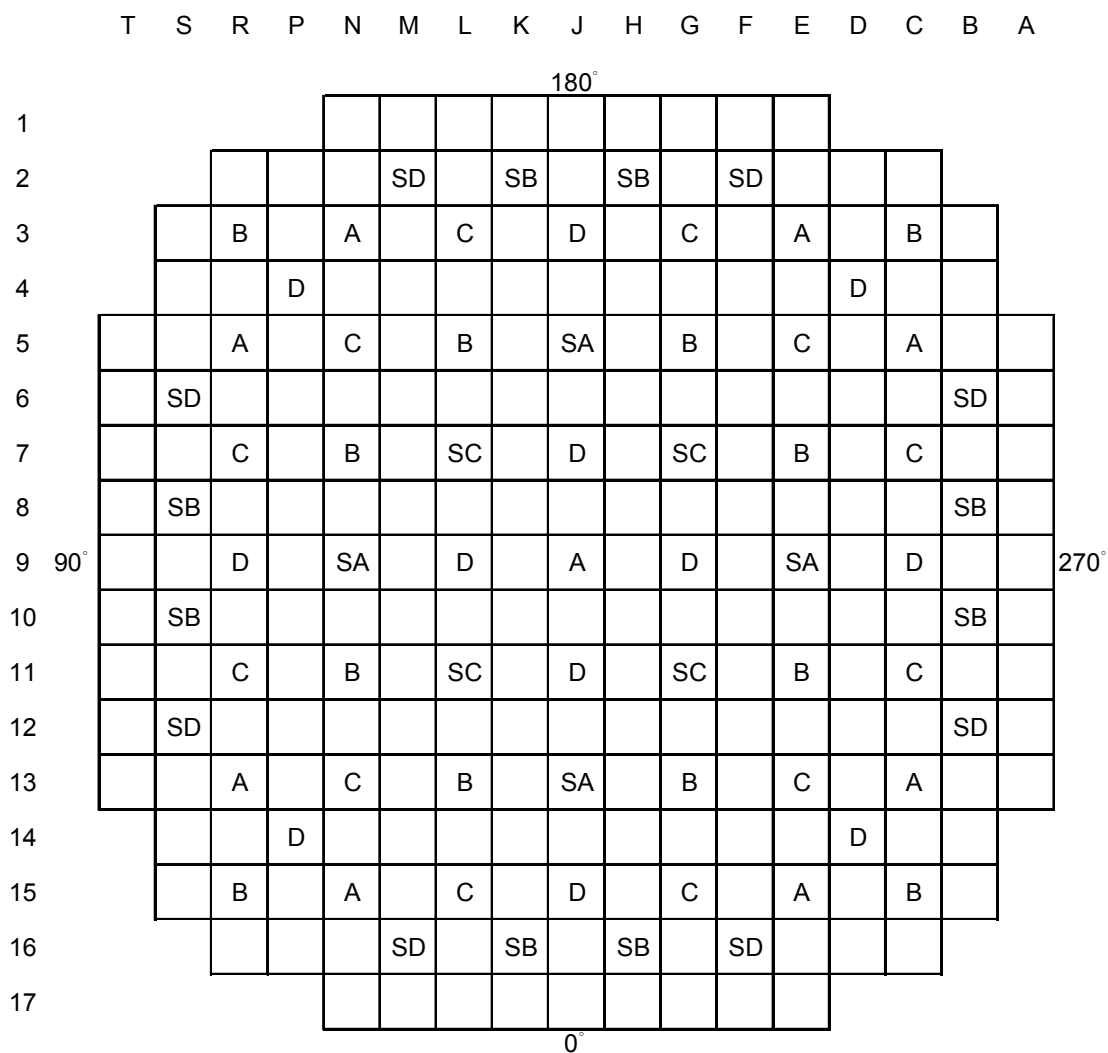 T S R P N M L K J H G F E D C B A
180°
1
2 SD SB SB SD
3 B A C D C A B
4 D D
5 A C B SA B C A
6 SD SD
7 C B SC D SC B C
8 SB SB
9 90° D SA D A D SA D 270°
10 SB SB
11 C B SC D SC B C
12 SD SD
13 A C B SA B C A
14 D D
15 B A C D C A B
16 SD SB SB SD
17
0°